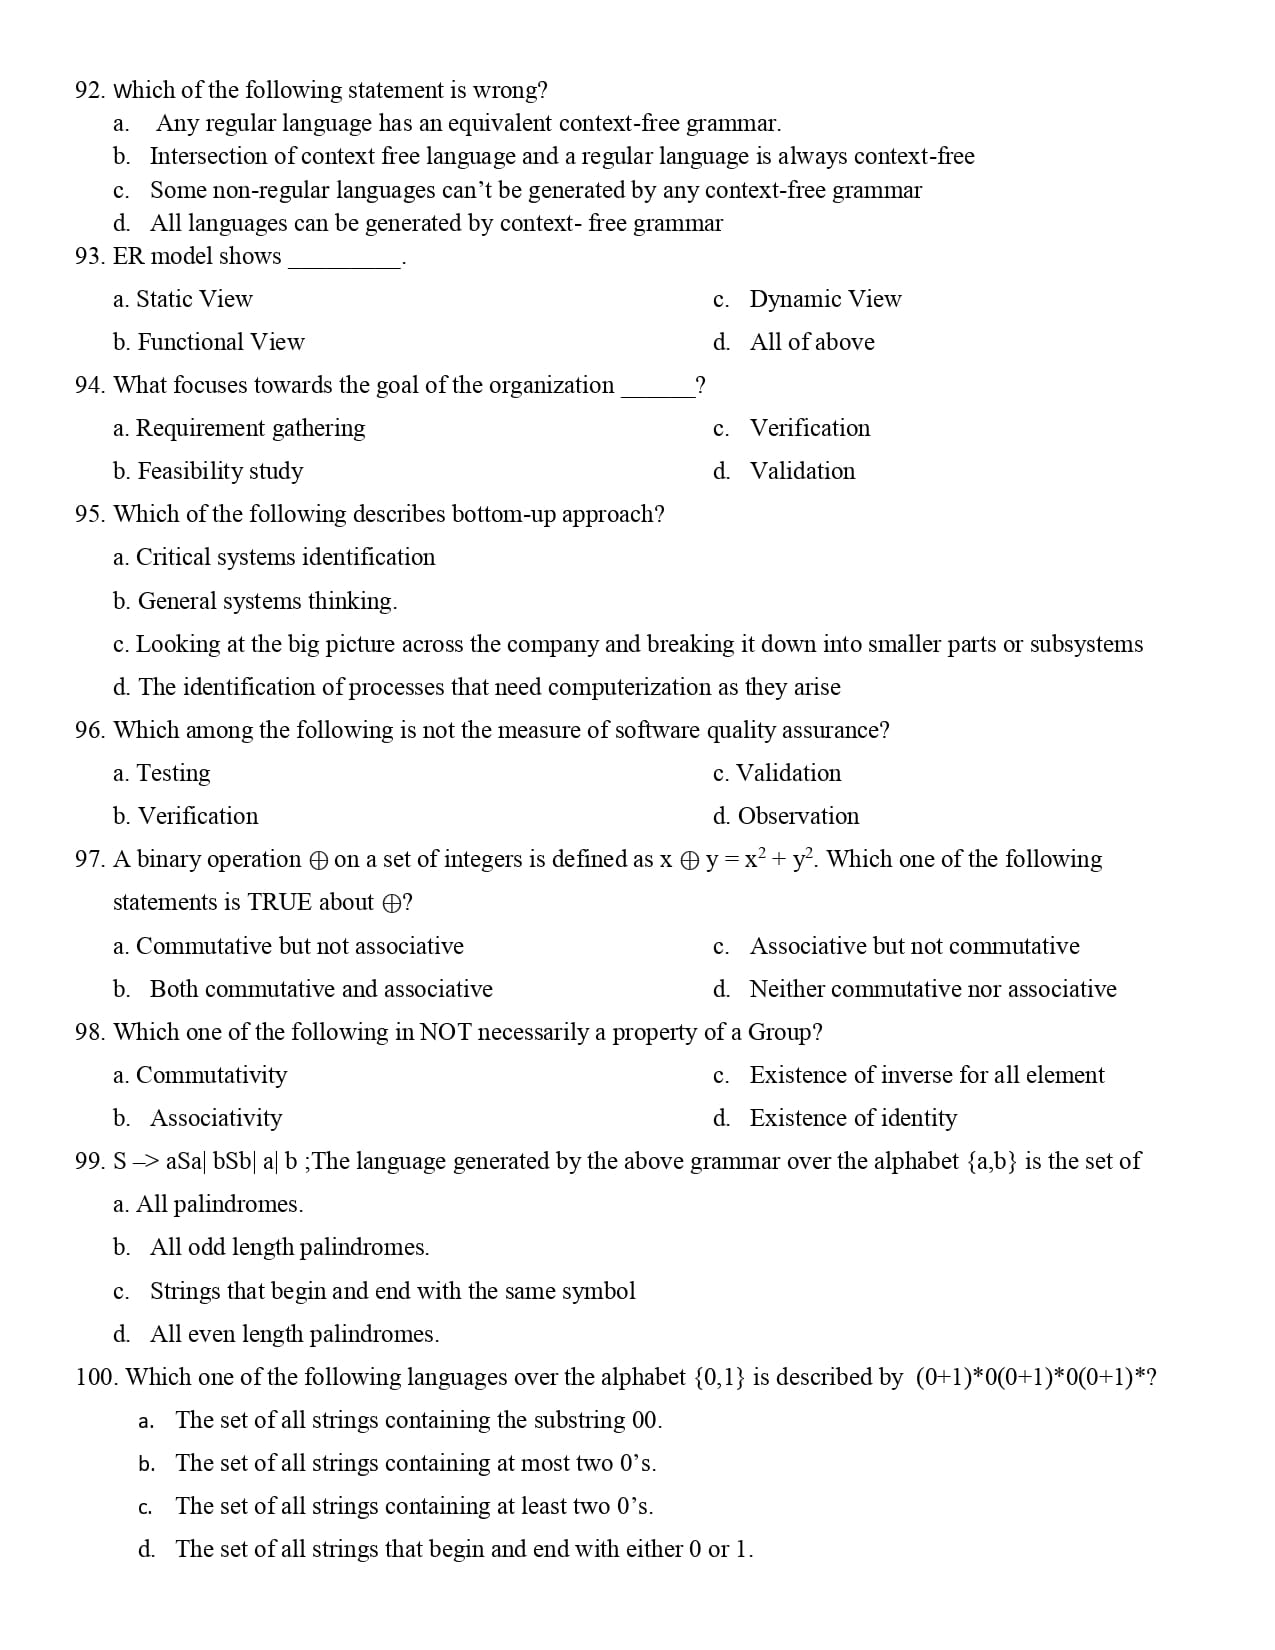 92. Which of the following statement is wrong?
a. Any regular language has an equivalent context-free grammar.
b. Intersection of context free language and a regular language is always context-free
c. Some non-regular languages can’t be generated by any context-free grammar
d. All languages can be generated by context- free grammar
93. ER model shows _________.
a. Static View
c. Dynamic View
b. Functional View
d. All of above
94. What focuses towards the goal of the organization ______?
a. Requirement gathering
c. Verification
b. Feasibility study
d. Validation
95. Which of the following describes bottom-up approach?
a. Critical systems identification
b. General systems thinking.
c. Looking at the big picture across the company and breaking it down into smaller parts or subsystems
d. The identification of processes that need computerization as they arise
96. Which among the following is not the measure of software quality assurance?
a. Testing
c. Validation
b. Verification
d. Observation
97. A binary operation ⊕ on a set of integers is defined as x ⊕ y = x² + y². Which one of the following
statements is TRUE about ⊕?
a. Commutative but not associative
c. Associative but not commutative
b. Both commutative and associative
d. Neither commutative nor associative
98. Which one of the following in NOT necessarily a property of a Group?
a. Commutativity
c. Existence of inverse for all element
b. Associativity
d. Existence of identity
99. S –> aSa| bSb| a| b ;The language generated by the above grammar over the alphabet {a,b} is the set of
a. All palindromes.
b. All odd length palindromes.
c. Strings that begin and end with the same symbol
d. All even length palindromes.
100. Which one of the following languages over the alphabet {0,1} is described by (0+1)*0(0+1)*0(0+1)*?
a. The set of all strings containing the substring 00.
b. The set of all strings containing at most two 0’s.
c. The set of all strings containing at least two 0’s.
d. The set of all strings that begin and end with either 0 or 1.